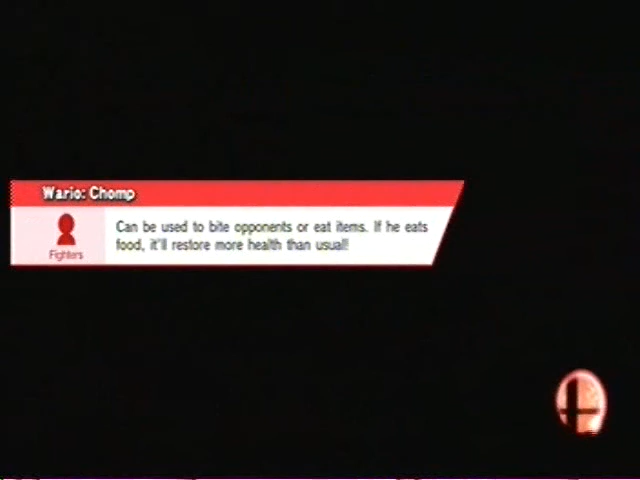 Wario: Chomp
Can be used to bite opponents or eat items. If he eats
food, it'll restore more health than usual!
Fighters